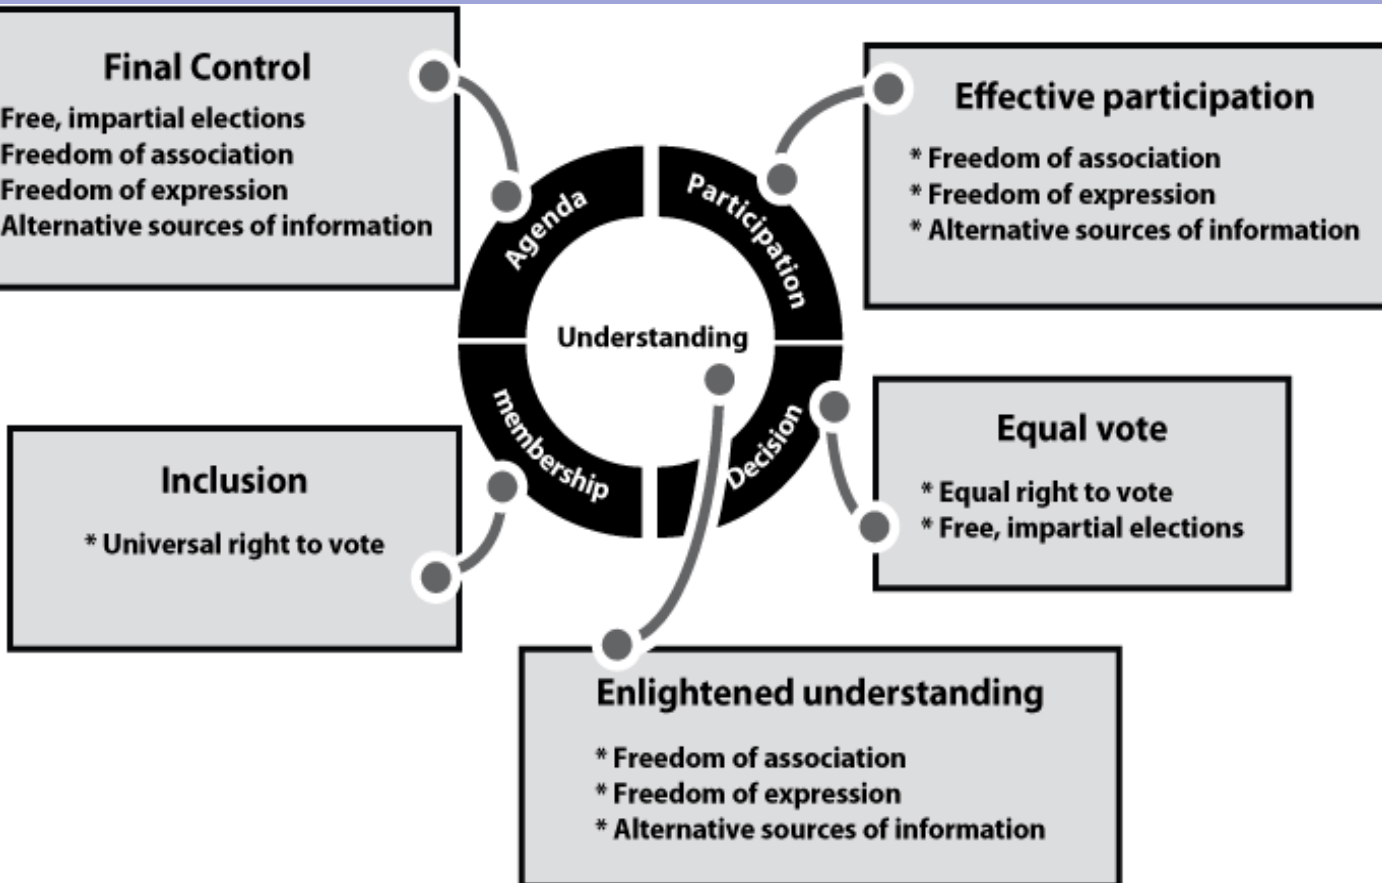 Final Control
Free, impartial elections
Freedom of association
Freedom of expression
Alternative sources of information
Effective participation
* Freedom of association
* Freedom of expression
* Alternative sources of information
Agenda
Participation
Understanding
membership
Decision
Inclusion
* Universal right to vote
Equal vote
* Equal right to vote
* Free, impartial elections
Enlightened understanding
* Freedom of association
* Freedom of expression
* Alternative sources of information